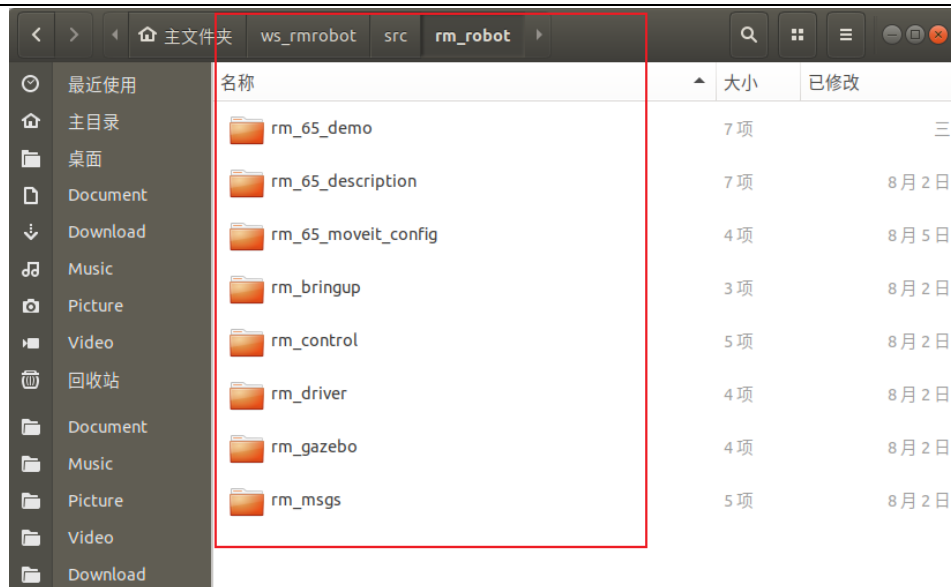 主文件夹 ws_rmrobot src rm_robot
最近使用
主目录
桌面
Document
Download
Music
Picture
Video
回收站
Document
Music
Picture
Video
Download
名称 大小 已修改
rm_65_demo 7 项 三
rm_65_description 7 项 8月2日
rm_65_moveit_config 4 项 8月5日
rm_bringup 3 项 8月2日
rm_control 5 项 8月2日
rm_driver 4 项 8月2日
rm_gazebo 4 项 8月2日
rm_msgs 5 项 8月2日